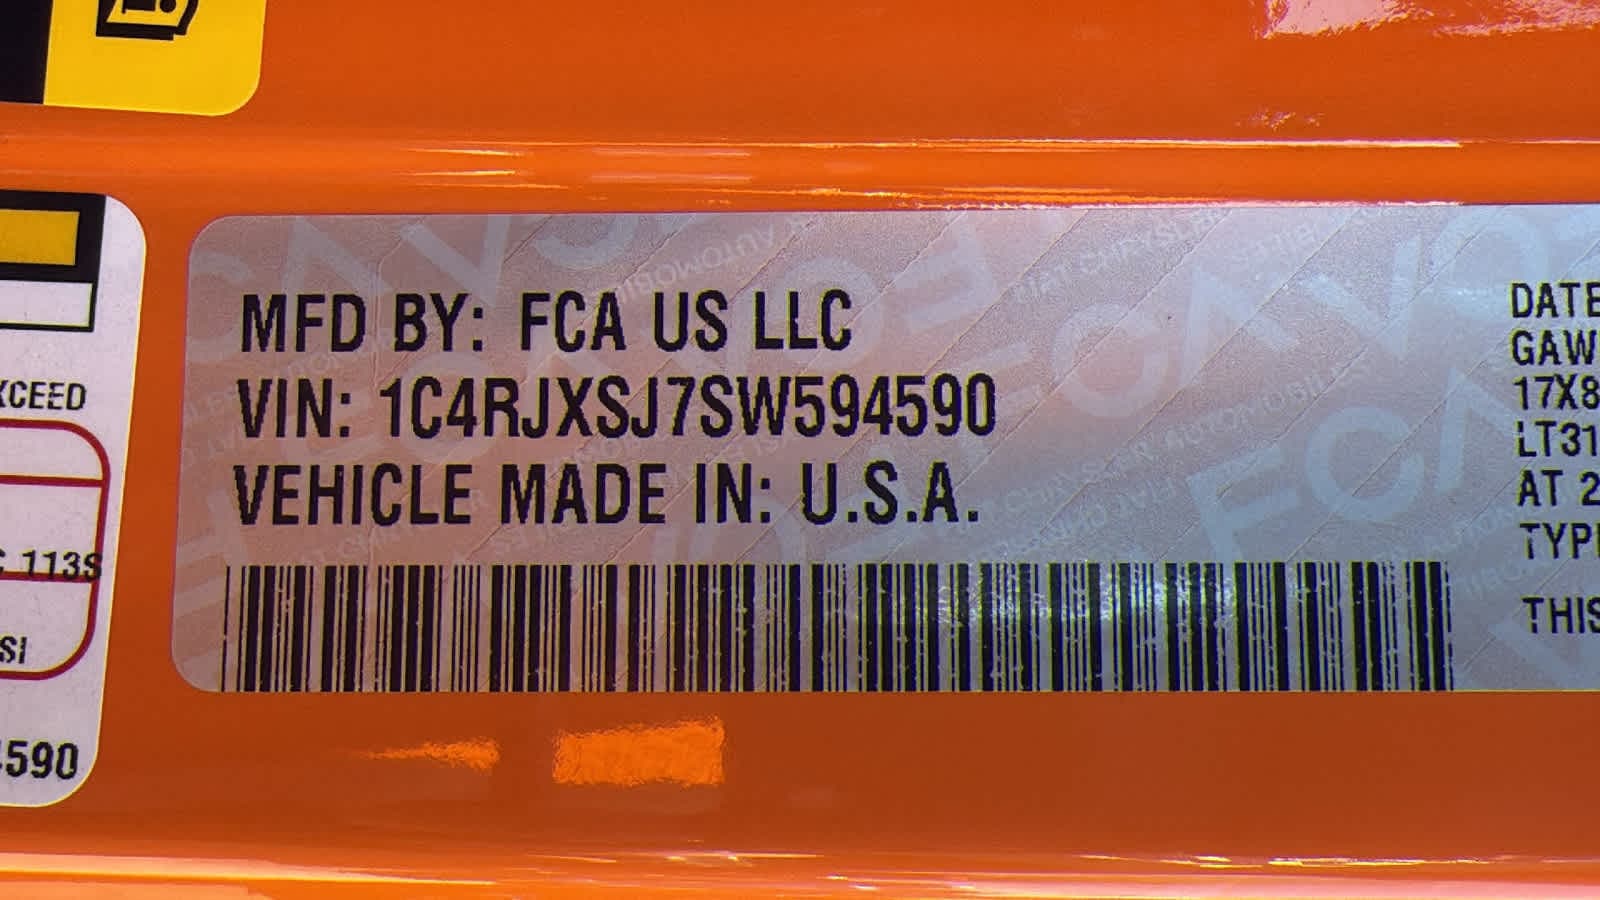 MFD BY: FCA US LLC
VIN: 1C4RJXSJ7SW594590
VEHICLE MADE IN: U.S.A.
XCEED
113S
SI
4590
DATE
GAW
17X8
LT31
AT 2
TYP
THIS